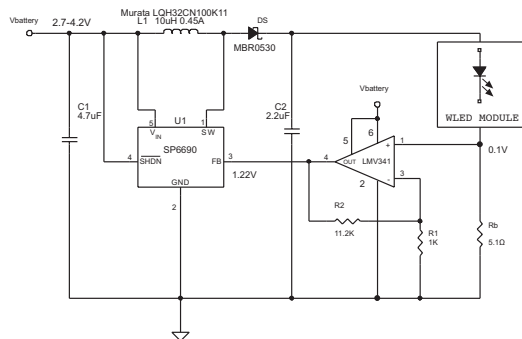 Murata LQH32CN100K11
Vbattery
2.7-4.2V
L1
10uH 0.45A
DS
MBR0530
WLED MODULE
Vbattery
C1
4.7uF
U1
5
1
VIN
SW
SP6690
4
SHDN
FB
3
1.22V
GND
2
C2
2.2uF
5
6
4
OUT
LMV341
+
-
1
3
2
0.1V
R2
11.2K
R1
1K
Rb
5.1Ω